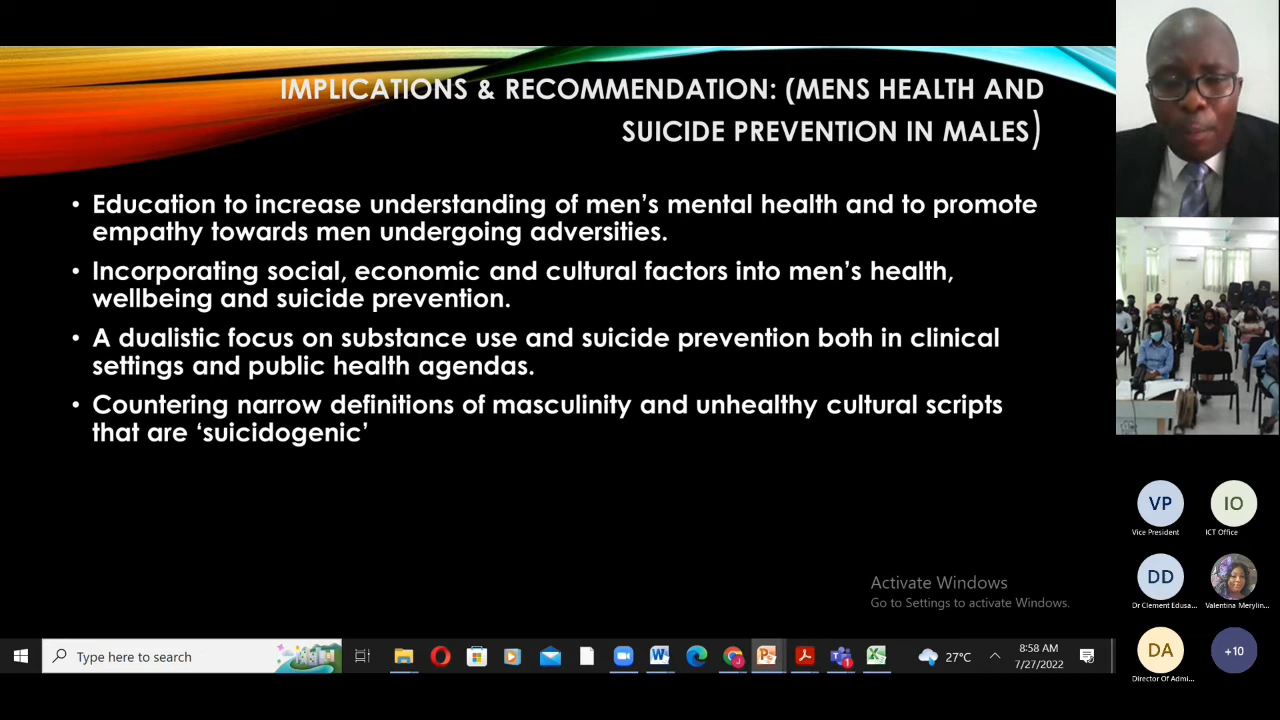 IMPLICATIONS & RECOMMENDATION: (MENS HEALTH AND
SUICIDE PREVENTION IN MALES)
• Education to increase understanding of men’s mental health and to promote
empathy towards men undergoing adversities.
• Incorporating social, economic and cultural factors into men’s health,
wellbeing and suicide prevention.
• A dualistic focus on substance use and suicide prevention both in clinical
settings and public health agendas.
• Countering narrow definitions of masculinity and unhealthy cultural scripts
that are ‘suicidogenic’
Activate Windows
Go to Settings to activate Windows.
Type here to search
27°C
8:58 AM
7/27/2022
VP
Vice President
IO
ICT Office
DD
Dr Clement Edusa...
Valentina Merylin...
DA
Director Of Admi...
+10